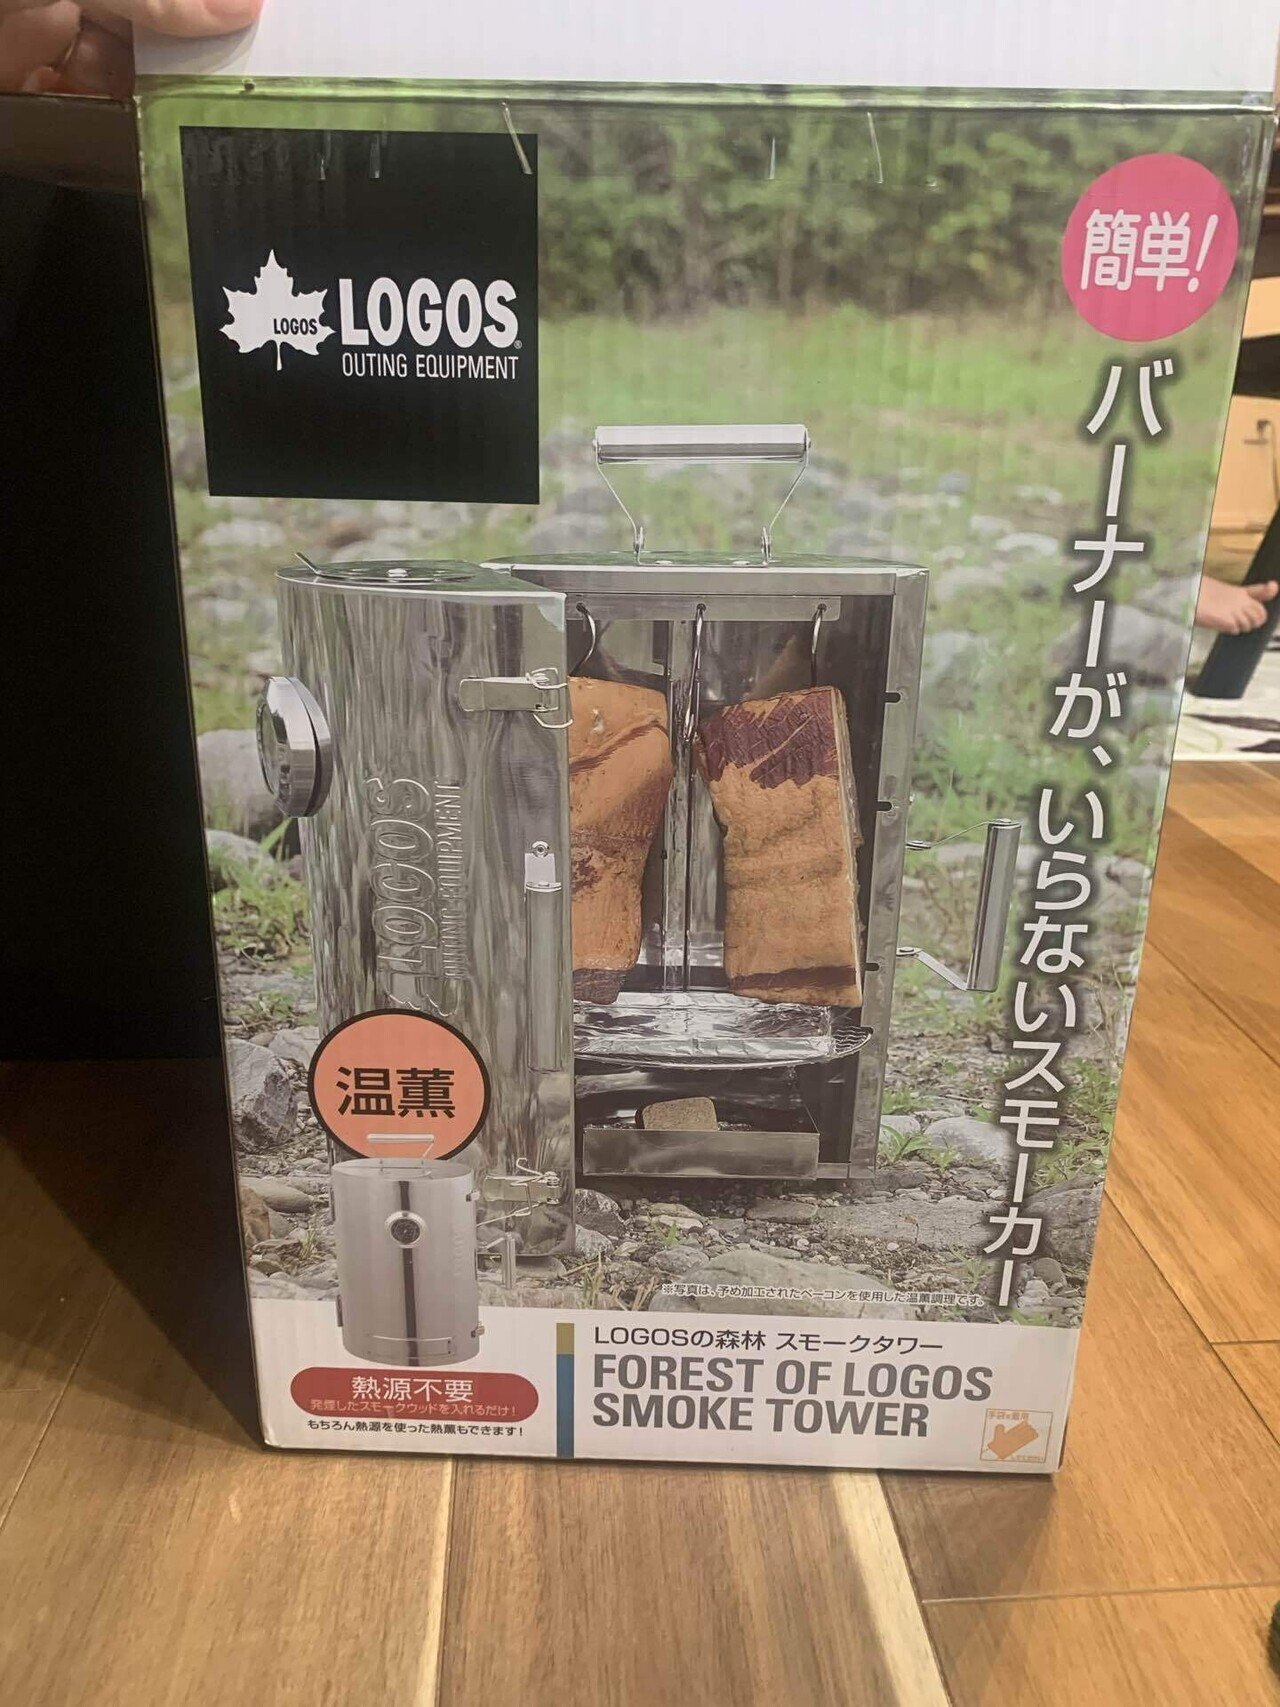 LOGOS
LOGOS®
OUTING EQUIPMENT
簡単!
バーナーが、いらないスモーカー
LOGOS
OUTING EQUIPMENT
温薫
※写真は、予め加工されたベーコンを使用した温薫調理です。
熱源不要
発煙したスモークウッドを入れるだけ!
もちろん熱源を使った熱薫もできます!
LOGOSの森林 スモークタワー
FOREST OF LOGOS
SMOKE TOWER